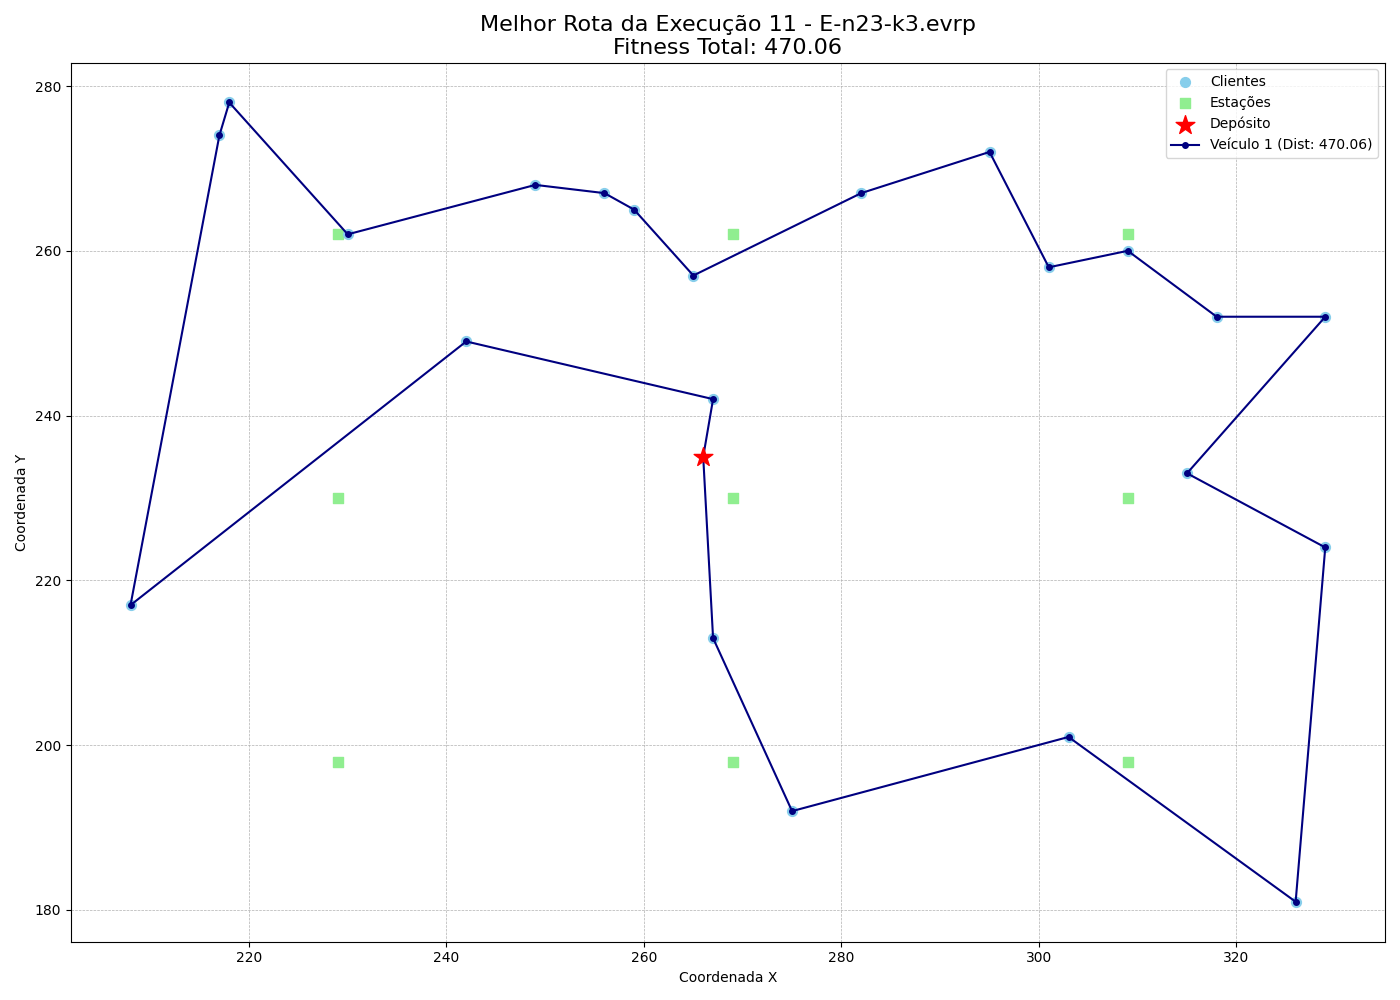 Melhor Rota da Execução 11 - E-n23-k3.evrp
Fitness Total: 470.06
Clientes
Estações
Depósito
Veículo 1 (Dist: 470.06)
280
260
240
220
200
180
Coordenada Y
220
240
260
280
300
320
Coordenada X